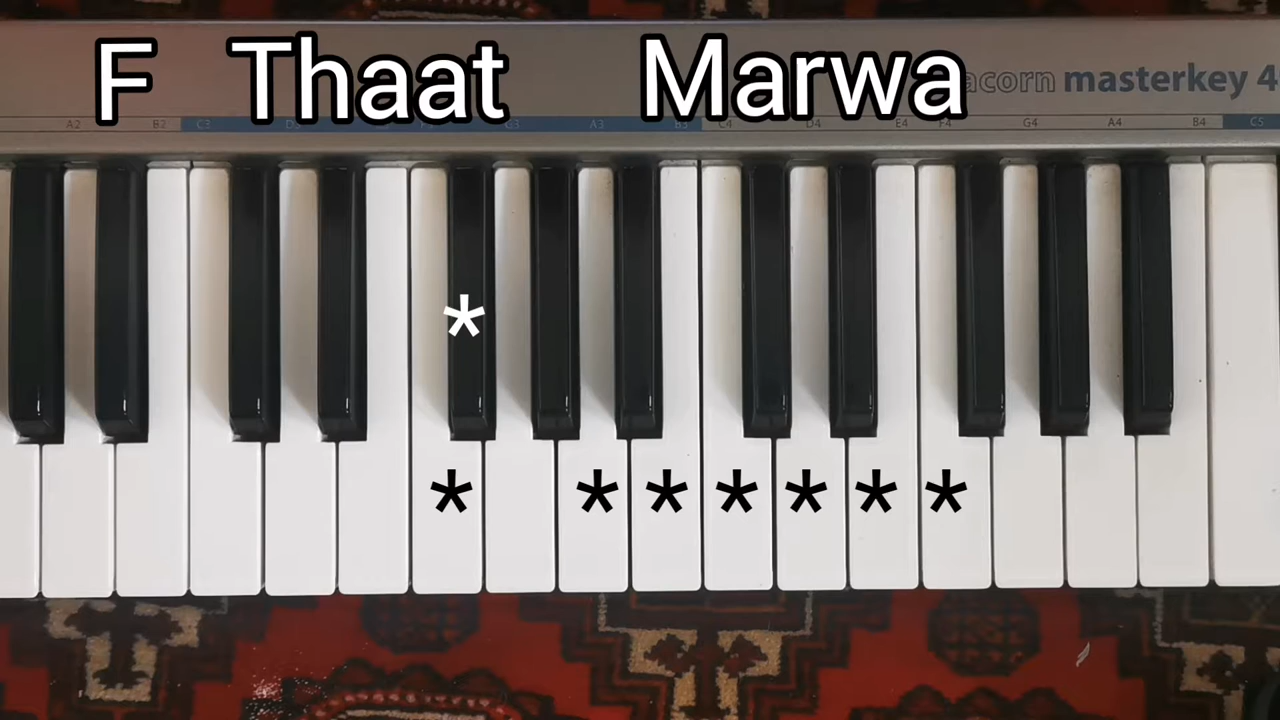 F Thaat Marwa
acorn masterkey 4
A2 B2 C3 D3 G3 A3 B3 C4 D4 E4 F4 G4 A4 B4 C5
*
* * * * * * *